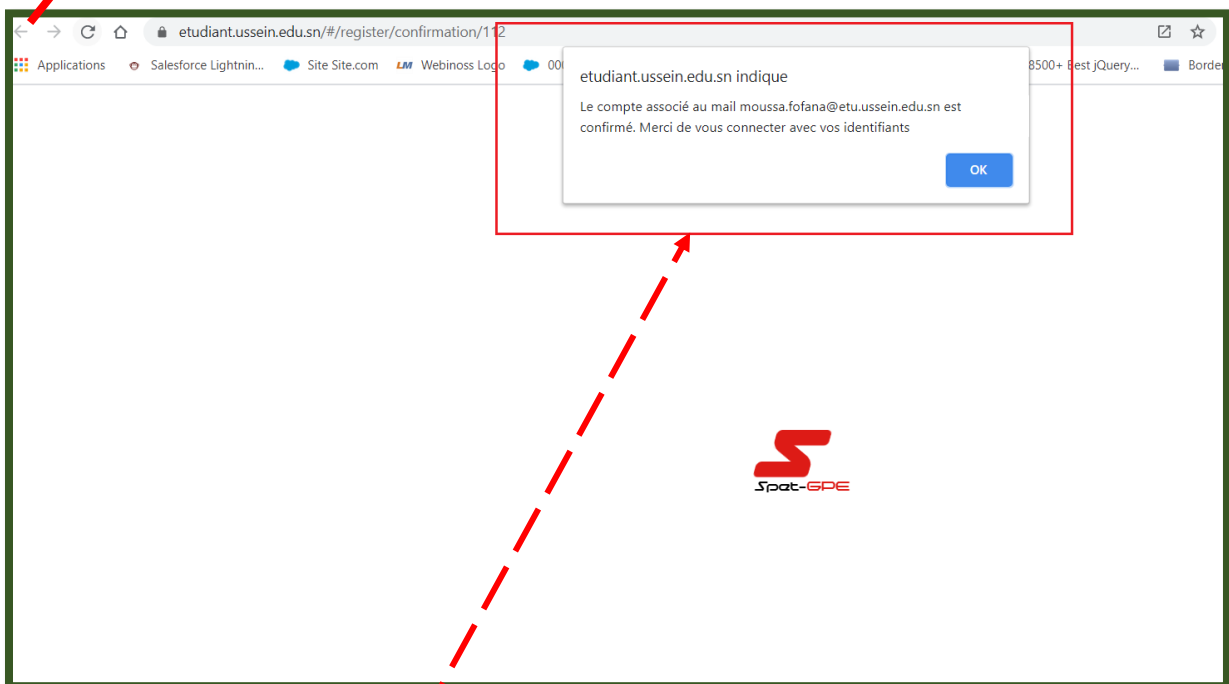 etudiant.ussein.edu.sn/#/register/confirmation/112
Applications Salesforce Lightnin... Site Site.com LM Webinoss Logo 00 8500+ Best jQuery... Border
etudiant.ussein.edu.sn indique
Le compte associé au mail moussa.fofana@etu.ussein.edu.sn est
confirmé. Merci de vous connecter avec vos identifiants
OK
Spat-GPE